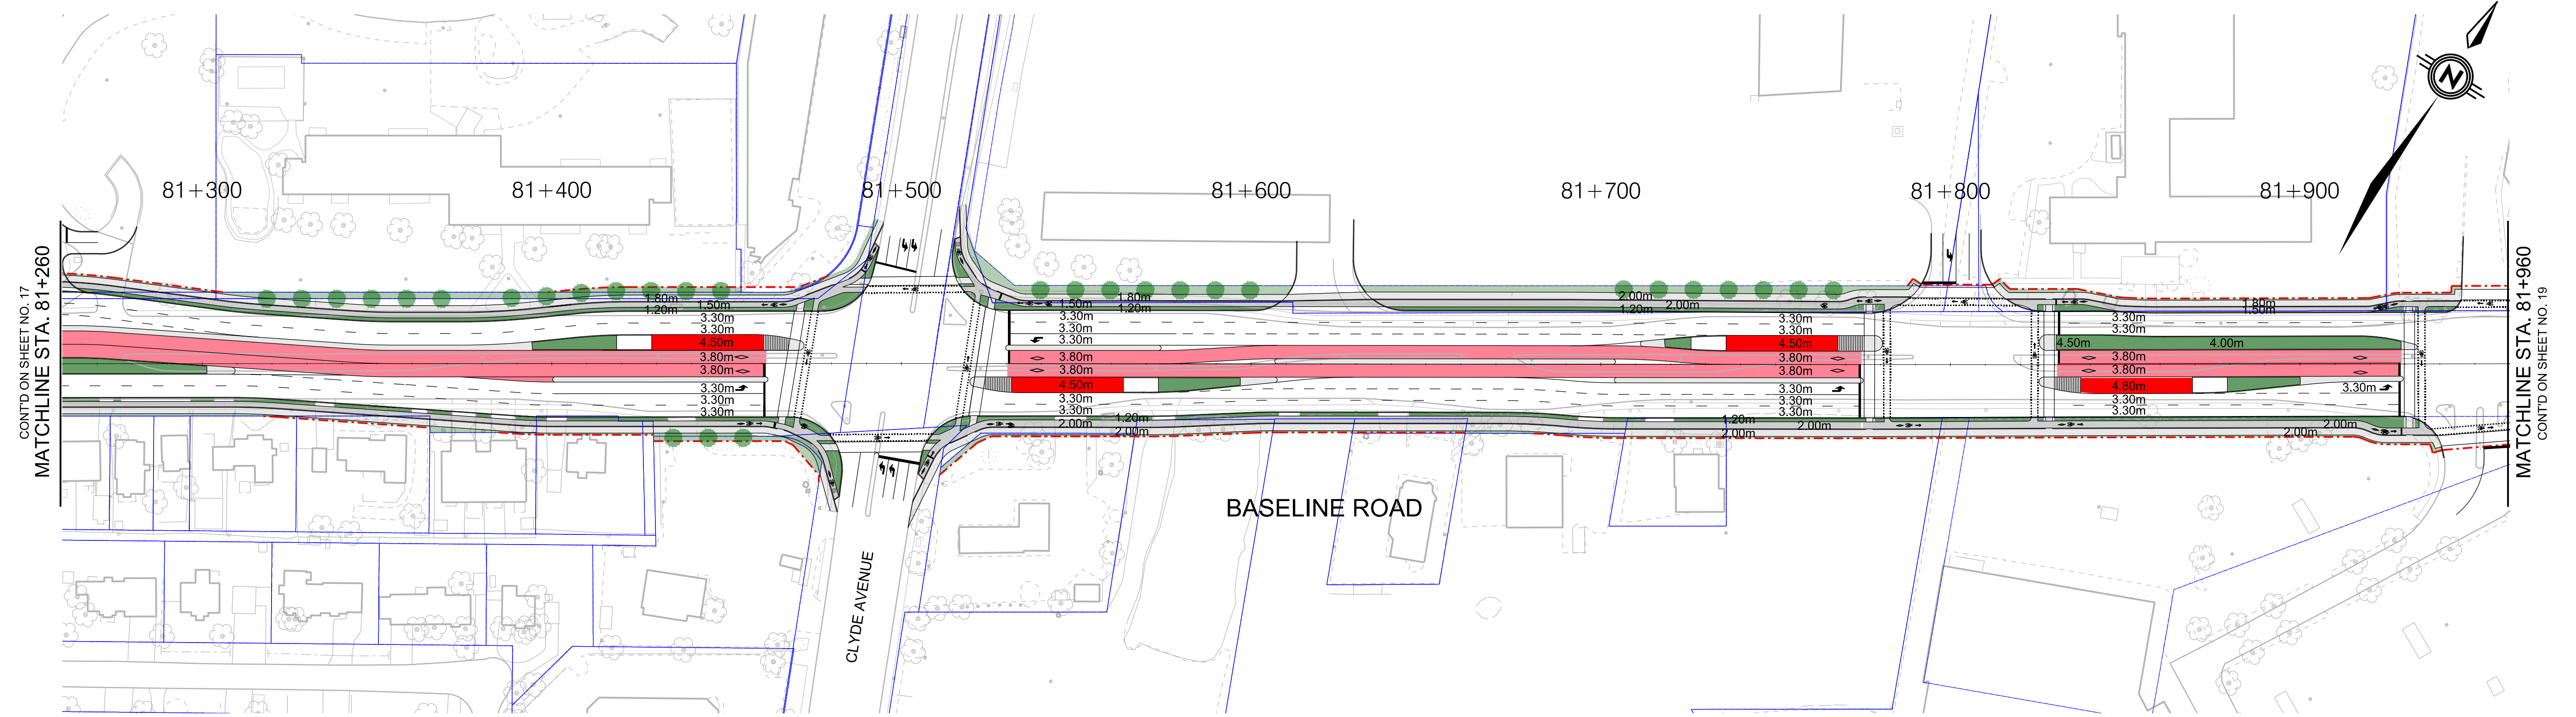 N
81+300 81+400 81+500 81+600 81+700 81+800 81+900
CONT'D ON SHEET NO. 17
MATCHLINE STA. 81+260
MATCHLINE STA. 81+960
CONT'D ON SHEET NO. 19
1.80m
1.50m
1.20m
3.30m
3.30m
4.50m
3.80m
3.80m
3.30m
3.30m
3.30m
1.80m
1.50m
1.20m
3.30m
3.30m
3.30m
3.80m
3.80m
4.50m
3.30m
3.30m
1.20m
2.00m
2.00m
2.00m
2.00m
1.20m
3.30m
3.30m
4.50m
3.80m
3.80m
3.30m
3.30m
3.30m
1.20m
2.00m
2.00m
1.80m
1.50m
3.30m
3.30m
4.50m
4.00m
3.80m
3.80m
4.80m
3.30m
3.30m
3.30m
2.00m
2.00m
BASELINE ROAD
CLYDE AVENUE